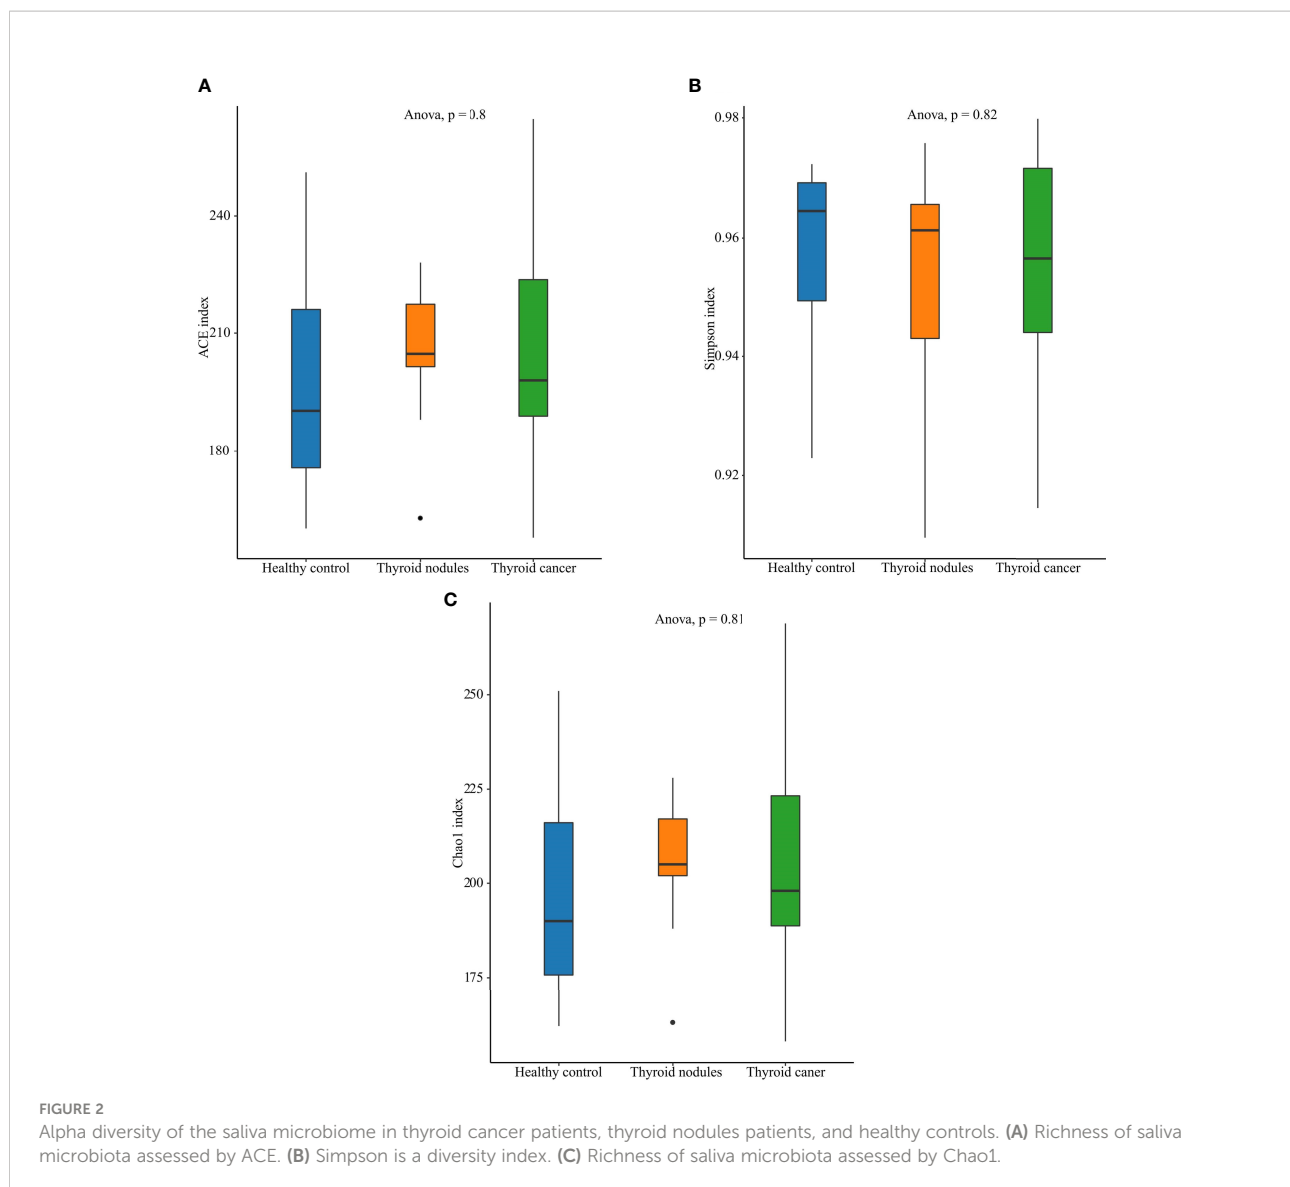 A
Anova, p = 0.8
240
210
180
ACE index
Healthy control Thyroid nodules Thyroid cancer
B
Anova, p = 0.82
0.98
0.96
0.94
0.92
Simpson index
Healthy control Thyroid nodules Thyroid cancer
C
Anova, p = 0.81
250
225
200
175
Chao1 index
Healthy control Thyroid nodules Thyroid caner
FIGURE 2
Alpha diversity of the saliva microbiome in thyroid cancer patients, thyroid nodules patients, and healthy controls. (A) Richness of saliva
microbiota assessed by ACE. (B) Simpson is a diversity index. (C) Richness of saliva microbiota assessed by Chao1.